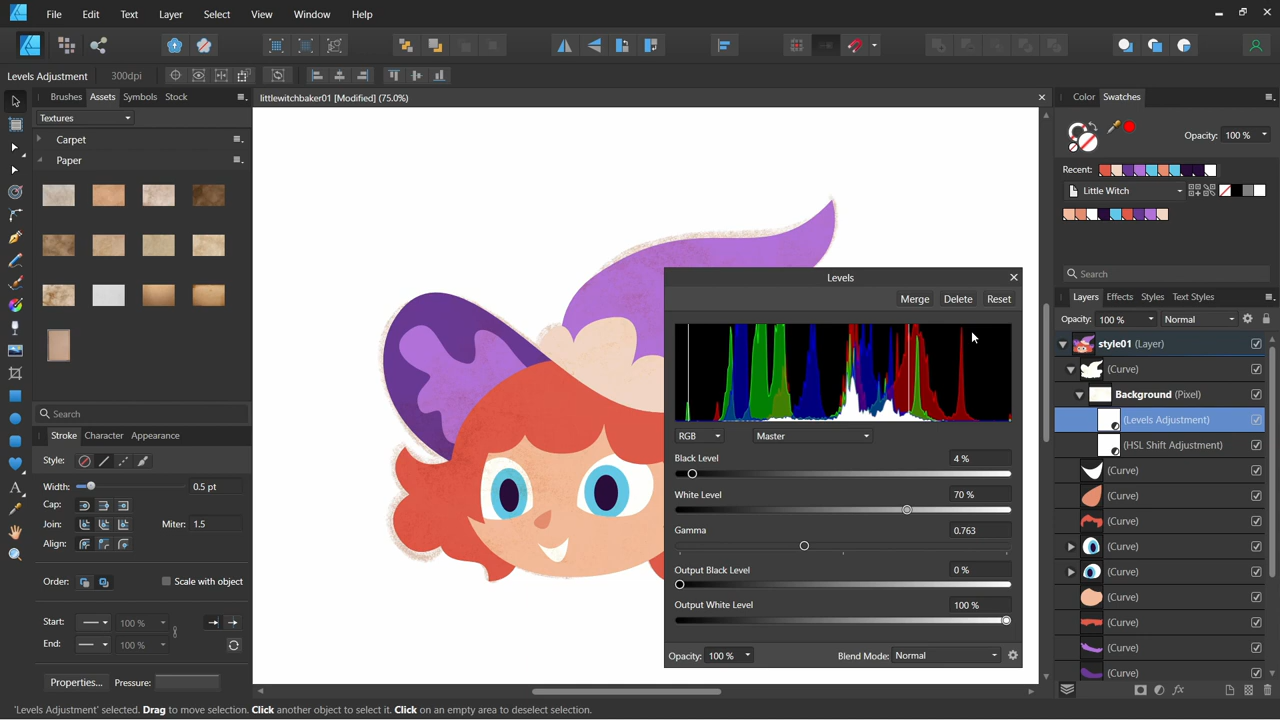 File Edit Text Layer Select View Window Help
Levels Adjustment 300dpi
Brushes Assets Symbols Stock
littlewitchbaker01 [Modified] (75.0%)
Color Swatches
Textures
Carpet
Paper
Opacity: 100 %
Recent:
Little Witch
Search
Levels
Merge Delete Reset
Layers Effects Styles Text Styles
Opacity: 100 % Normal
style01 (Layer)
(Curve)
Background (Pixel)
(Levels Adjustment)
(HSL Shift Adjustment)
(Curve)
(Curve)
(Curve)
(Curve)
(Curve)
(Curve)
(Curve)
(Curve)
(Curve)
RGB Master
Black Level 4 %
White Level 70 %
Gamma 0.763
Output Black Level 0 %
Output White Level 100 %
Opacity: 100 % Blend Mode: Normal
Search
Stroke Character Appearance
Style:
Width: 0.5 pt
Cap:
Join: Miter: 1.5
Align:
Order: Scale with object
Start: 100 %
End: 100 %
Properties... Pressure:
'Levels Adjustment' selected. Drag to move selection. Click another object to select it. Click on an empty area to deselect selection.